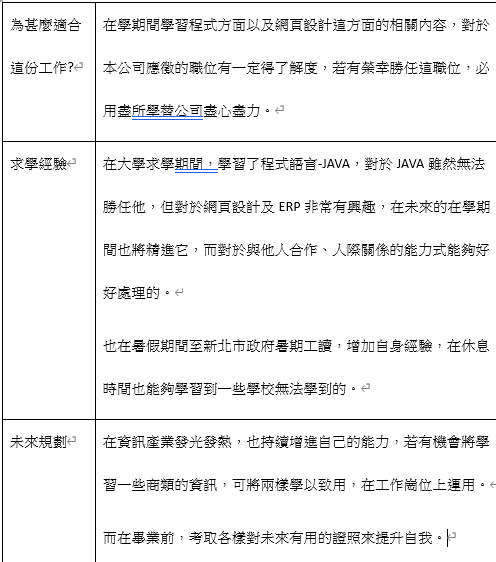 為甚麼適合這份工作?
在學期間學習程式方面以及網頁設計這方面的相關內容，對於
本公司應徵的職位有一定得了解度，若有榮幸勝任這職位，必
用盡所學替公司盡心盡力。
求學經驗
在大學求學期間，學習了程式語言-JAVA，對於 JAVA 雖然無法
勝任他，但對於網頁設計及 ERP 非常有興趣，在未來的在學期
間也將精進它，而對於與他人合作、人際關係的能力式能夠好
好處理的。
也在暑假期間至新北市政府暑期工讀，增加自身經驗，在休息
時間也能夠學習到一些學校無法學到的。
未來規劃
在資訊產業發光發熱，也持續增進自己的能力，若有機會將學
習一些商類的資訊，可將兩樣學以致用，在工作崗位上運用。
而在畢業前，考取各樣對未來有用的證照來提升自我。